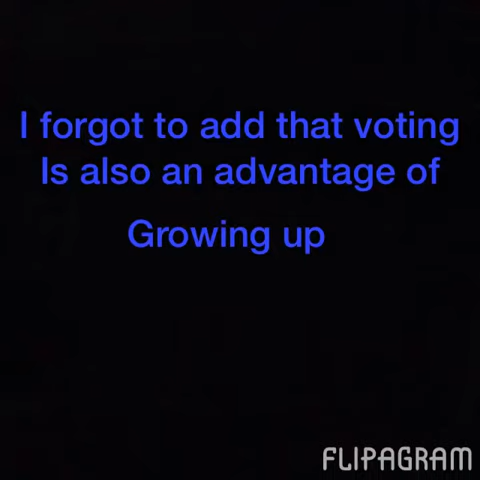 I forgot to add that voting
Is also an advantage of
Growing up
FLIPAGRAM